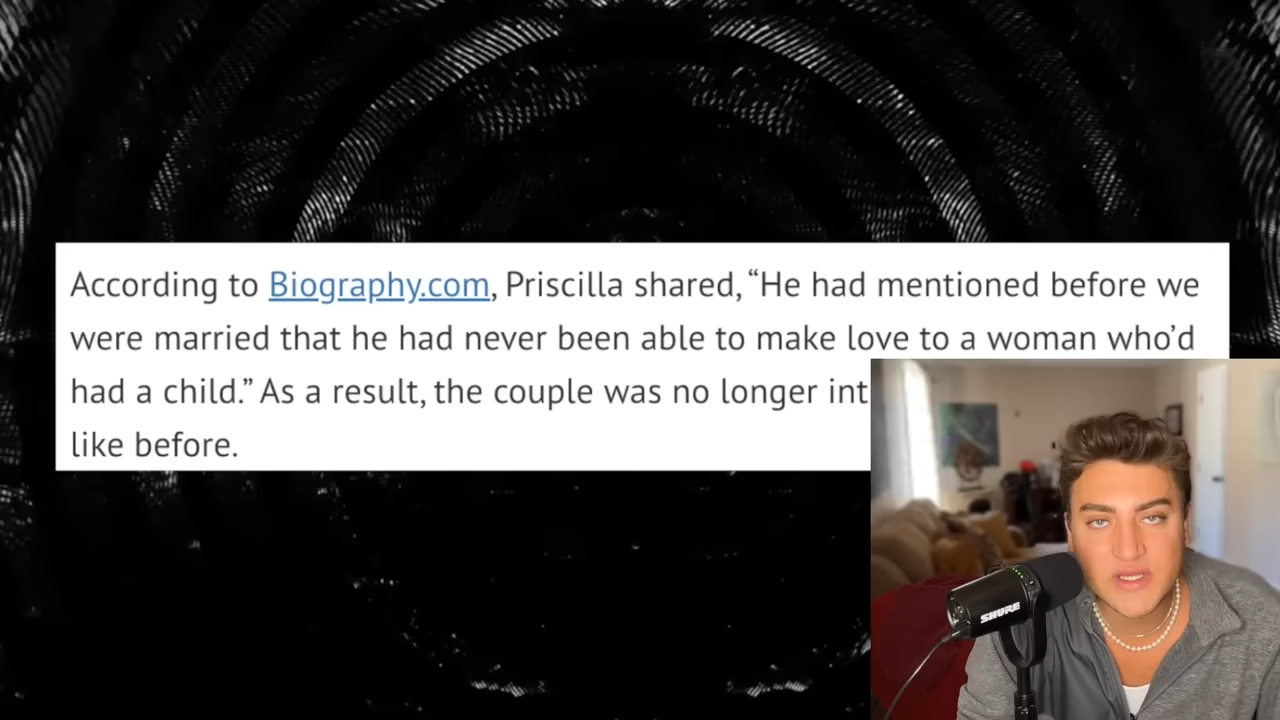 According to Biography.com, Priscilla shared, “He had mentioned before we
were married that he had never been able to make love to a woman who’d
had a child.” As a result, the couple was no longer int
like before.
SHURE